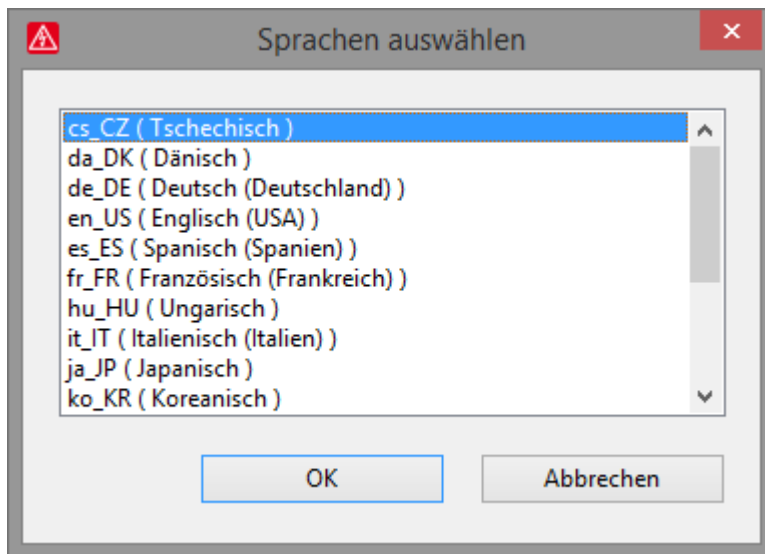 Sprachen auswählen
cs_CZ ( Tschechisch )
da_DK ( Dänisch )
de_DE ( Deutsch (Deutschland) )
en_US ( Englisch (USA) )
es_ES ( Spanisch (Spanien) )
fr_FR ( Französisch (Frankreich) )
hu_HU ( Ungarisch )
it_IT ( Italienisch (Italien) )
ja_JP ( Japanisch )
ko_KR ( Koreanisch )
OK
Abbrechen